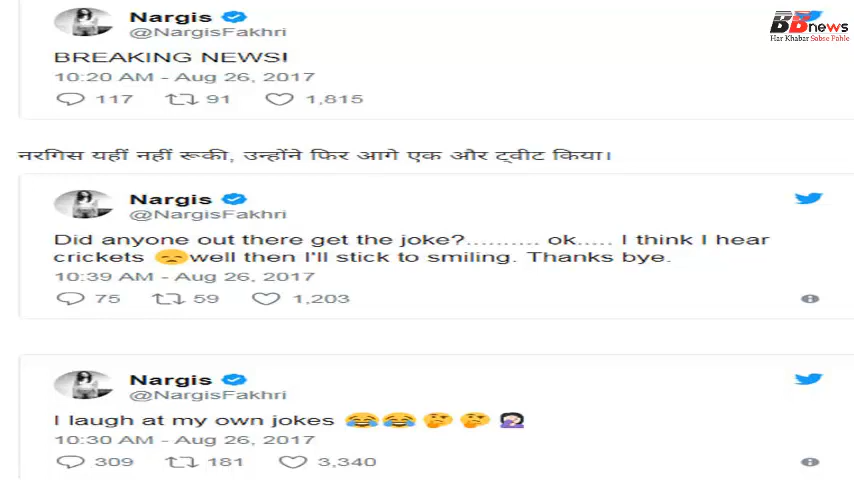 Nargis
@NargisFakhri
BBnews
Har Khabar Sabse Pahle
BREAKING NEWS!
10:20 AM - Aug 26, 2017
117 91 1,815
नरगिस यहीं नहीं रूकी, उन्होंने फिर आगे एक और ट्वीट किया।
Nargis
@NargisFakhri
Did anyone out there get the joke?.......... ok..... I think I hear
crickets 😞well then I'll stick to smiling. Thanks bye.
10:39 AM - Aug 26, 2017
75 59 1,203
Nargis
@NargisFakhri
I laugh at my own jokes 😂😂🤔🤔🤦🏻‍♀️
10:30 AM - Aug 26, 2017
309 181 3,340